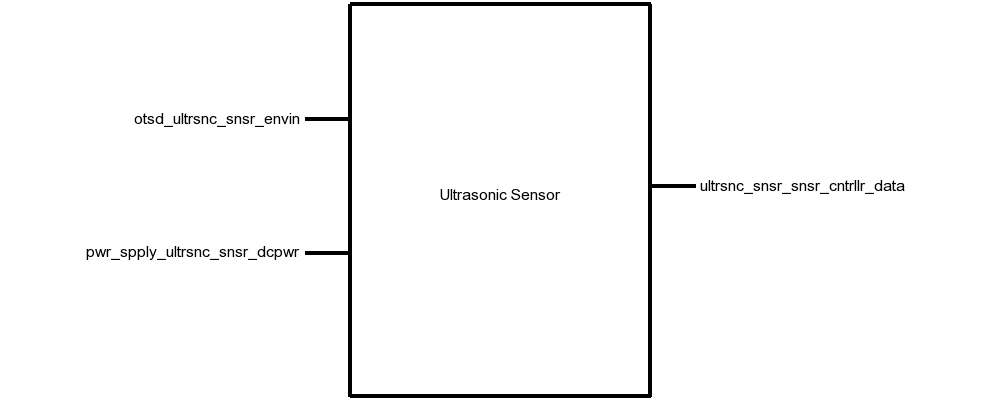 otsd_ultrsnc_snsr_envin
ultrsnc_snsr_snsr_cntrllr_data
Ultrasonic Sensor
pwr_spply_ultrsnc_snsr_dcpwr